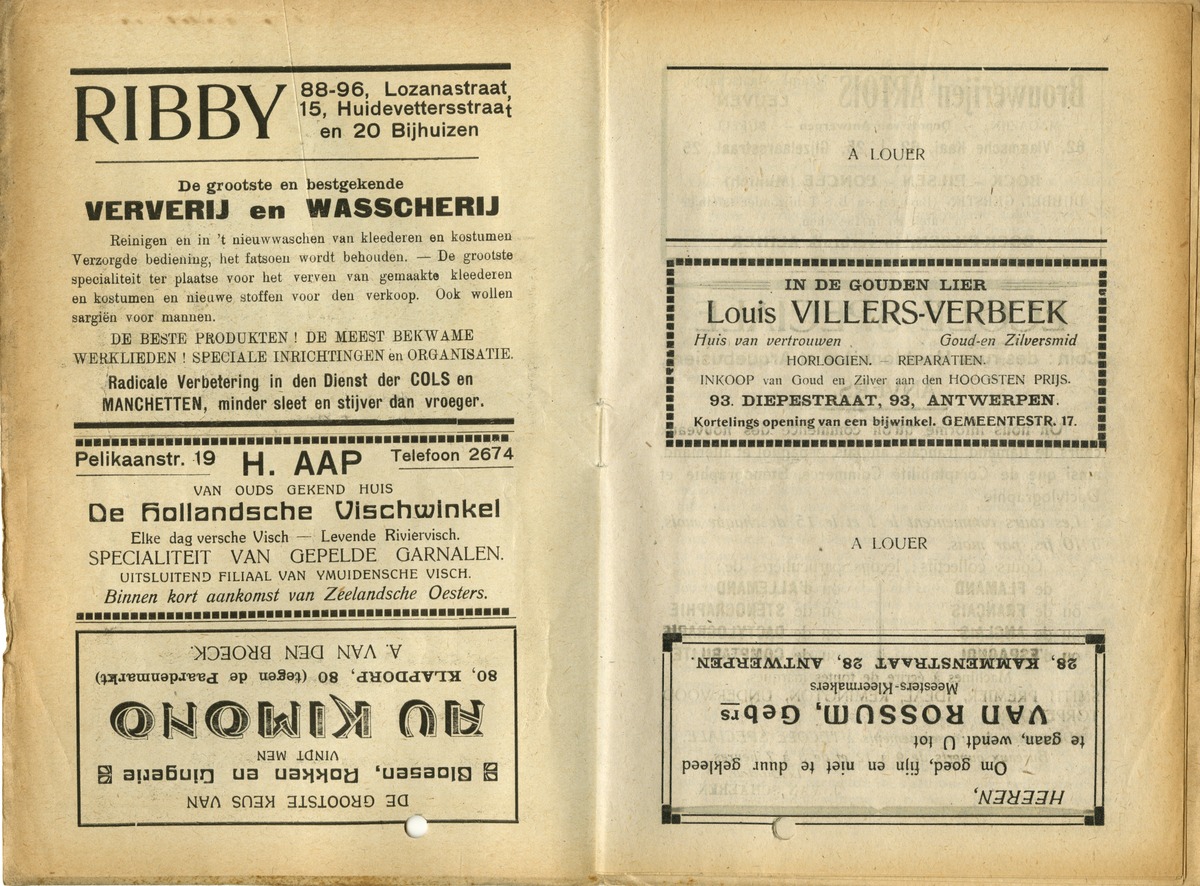 RIBBY
88-96, Lozanastraat,
15, Huidevettersstraat
en 20 Bijhuizen
De grootste en bestgekende
VERVERIJ en WASSCHERIJ
Reinigen en in 't nieuwwaschen van kleederen en kostumen
Verzorgde bediening, het fatsoen wordt behouden. — De grootste
specialiteit ter plaatse voor het verven van gemaakte kleederen
en kostumen en nieuwe stoffen voor den verkoop. Ook wollen
sargiën voor mannen.
DE BESTE PRODUKTEN ! DE MEEST BEKWAME
WERKLIEDEN ! SPECIALE INRICHTINGEN en ORGANISATIE.
Radicale Verbetering in den Dienst der COLS en
MANCHETTEN, minder sleet en stijver dan vroeger.
Pelikaanstr. 19 H. AAP Telefoon 2674
VAN OUDS GEKEND HUIS
De Hollandsche Vischwinkel
Elke dag versche Visch — Levende Riviervisch.
SPECIALITEIT VAN GEPELDE GARNALEN.
UITSLUITEND FILIAAL VAN YMUIDENSCHE VISCH.
Binnen kort aankomst van Zéelandsche Oesters.
DE GROOTSTE KEUS VAN
Bloesen, Rokken en Lingerie
VINDT MEN
AU KIMONO
80, KLAPDORP, 80 (tegen de Paardenmarkt)
A. VAN DEN BROECK.
A LOUER
IN DE GOUDEN LIER
Louis VILLERS-VERBEEK
Huis van vertrouwen Goud-en Zilversmid
HORLOGIEN. - REPARATIEN.
INKOOP van Goud en Zilver aan den HOOGSTEN PRIJS.
93. DIEPESTRAAT, 93, ANTWERPEN.
Kortelings opening van een bijwinkel. GEMEENTESTR. 17.
A LOUER
HEEREN,
Om goed, fijn en niet te duur gekleed
te gaan, wendt U tot
VAN ROSSUM, Gebrs
Meesters-Kleermakers
28, KAMMENSTRAAT 28, ANTWERPEN.